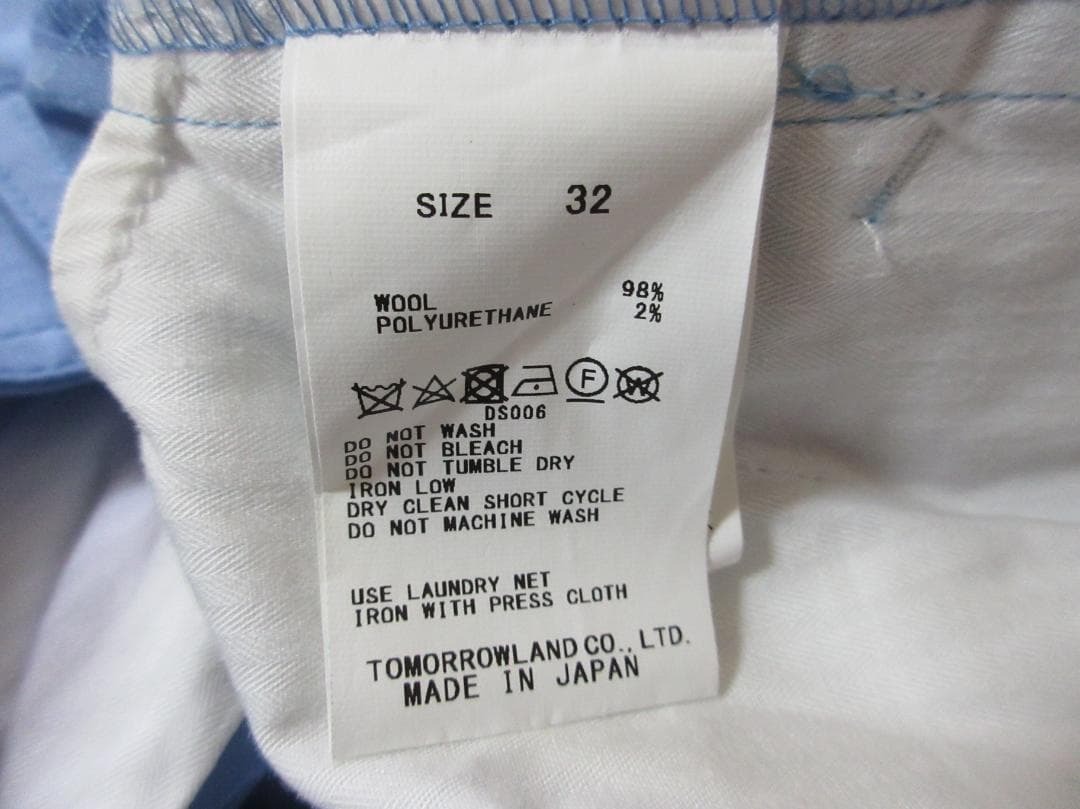 SIZE 32
WOOL 98%
POLYURETHANE 2%
F W
DS006
DO NOT WASH
DO NOT BLEACH
DO NOT TUMBLE DRY
IRON LOW
DRY CLEAN SHORT CYCLE
DO NOT MACHINE WASH
USE LAUNDRY NET
IRON WITH PRESS CLOTH
TOMORROWLAND CO., LTD.
MADE IN JAPAN